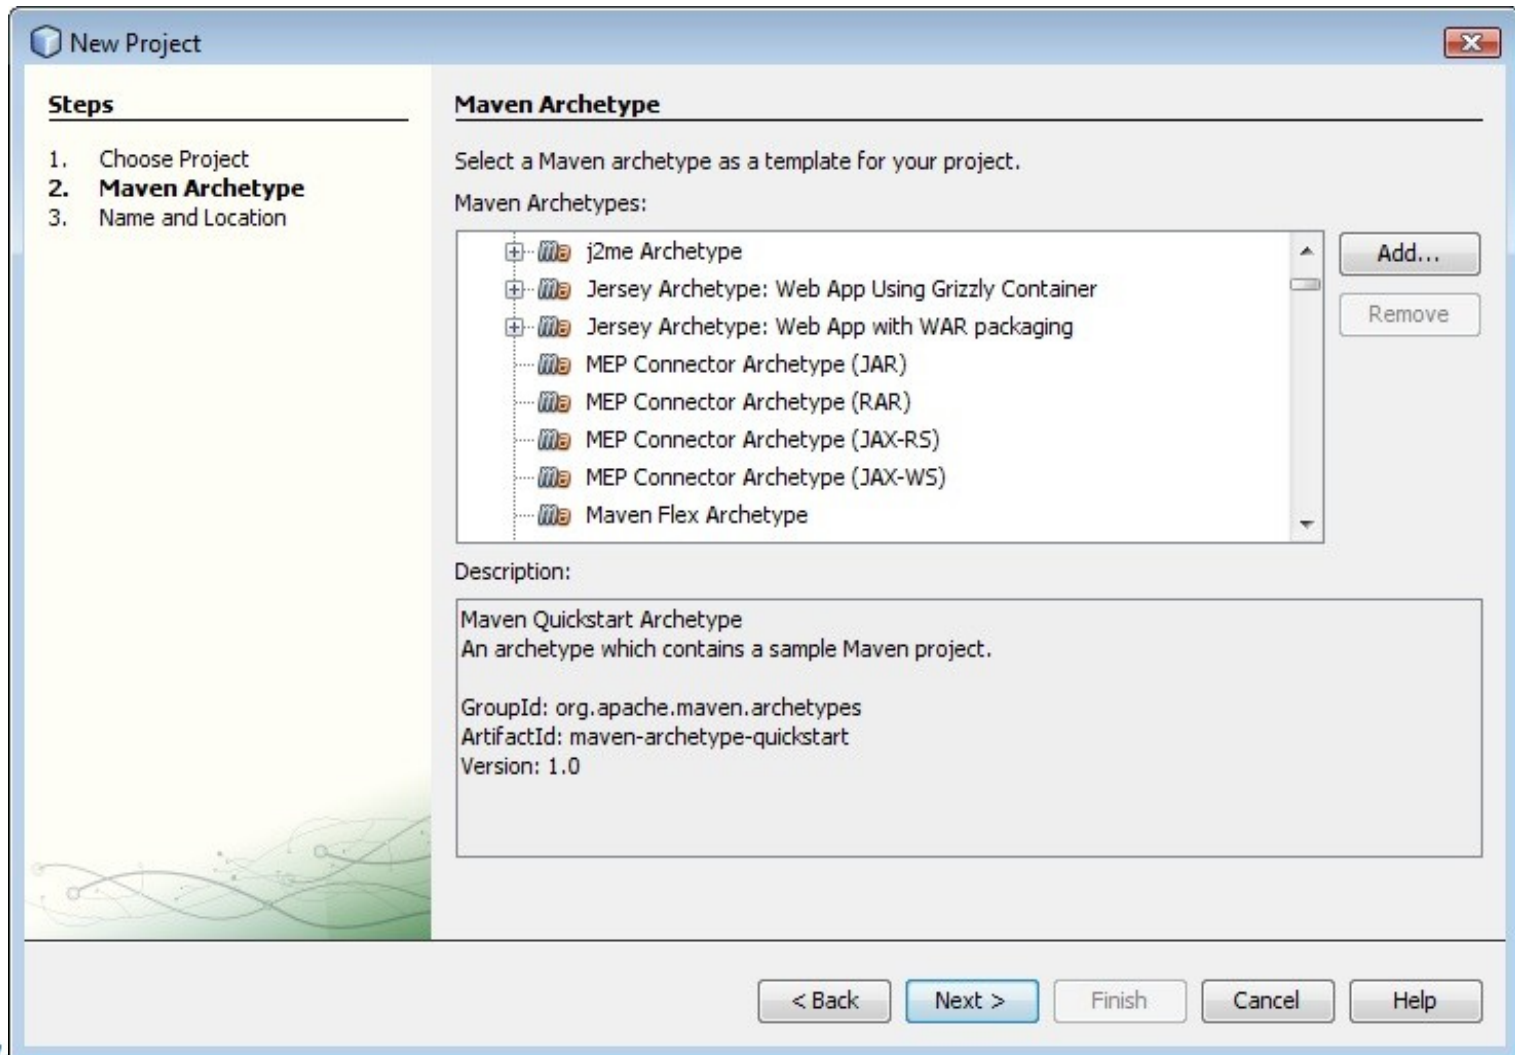 New Project
Steps
1. Choose Project
2. Maven Archetype
3. Name and Location
Maven Archetype
Select a Maven archetype as a template for your project.
Maven Archetypes:
j2me Archetype
Jersey Archetype: Web App Using Grizzly Container
Jersey Archetype: Web App with WAR packaging
MEP Connector Archetype (JAR)
MEP Connector Archetype (RAR)
MEP Connector Archetype (JAX-RS)
MEP Connector Archetype (JAX-WS)
Maven Flex Archetype
Add...
Remove
Description:
Maven Quickstart Archetype
An archetype which contains a sample Maven project.
GroupId: org.apache.maven.archetypes
ArtifactId: maven-archetype-quickstart
Version: 1.0
< Back
Next >
Finish
Cancel
Help